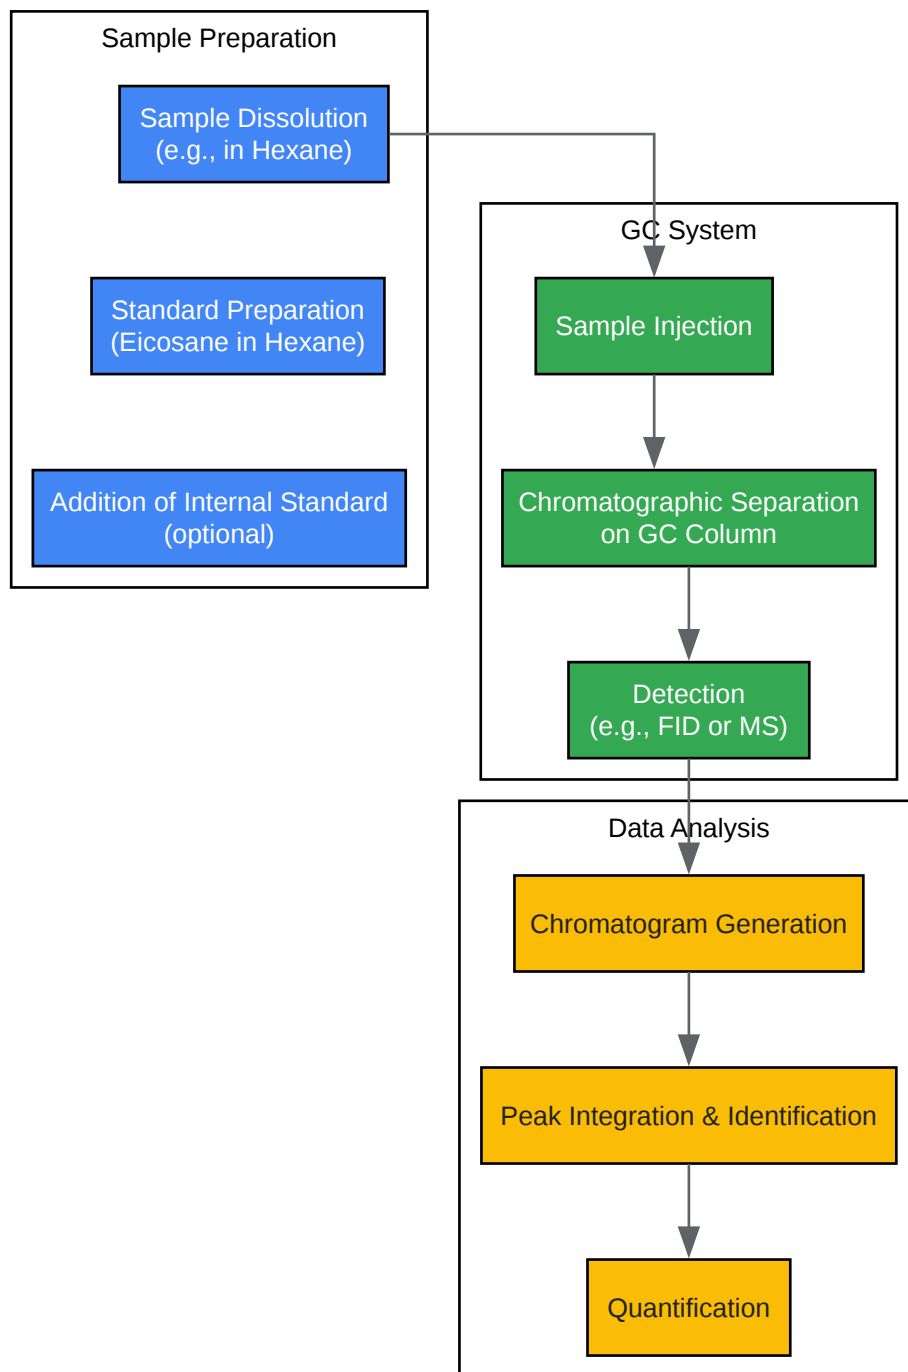 Sample Preparation
Sample Dissolution
(e.g., in Hexane)
Standard Preparation
(Eicosane in Hexane)
Addition of Internal Standard
(optional)
GC System
Sample Injection
Chromatographic Separation
on GC Column
Detection
(e.g., FID or MS)
Data Analysis
Chromatogram Generation
Peak Integration & Identification
Quantification